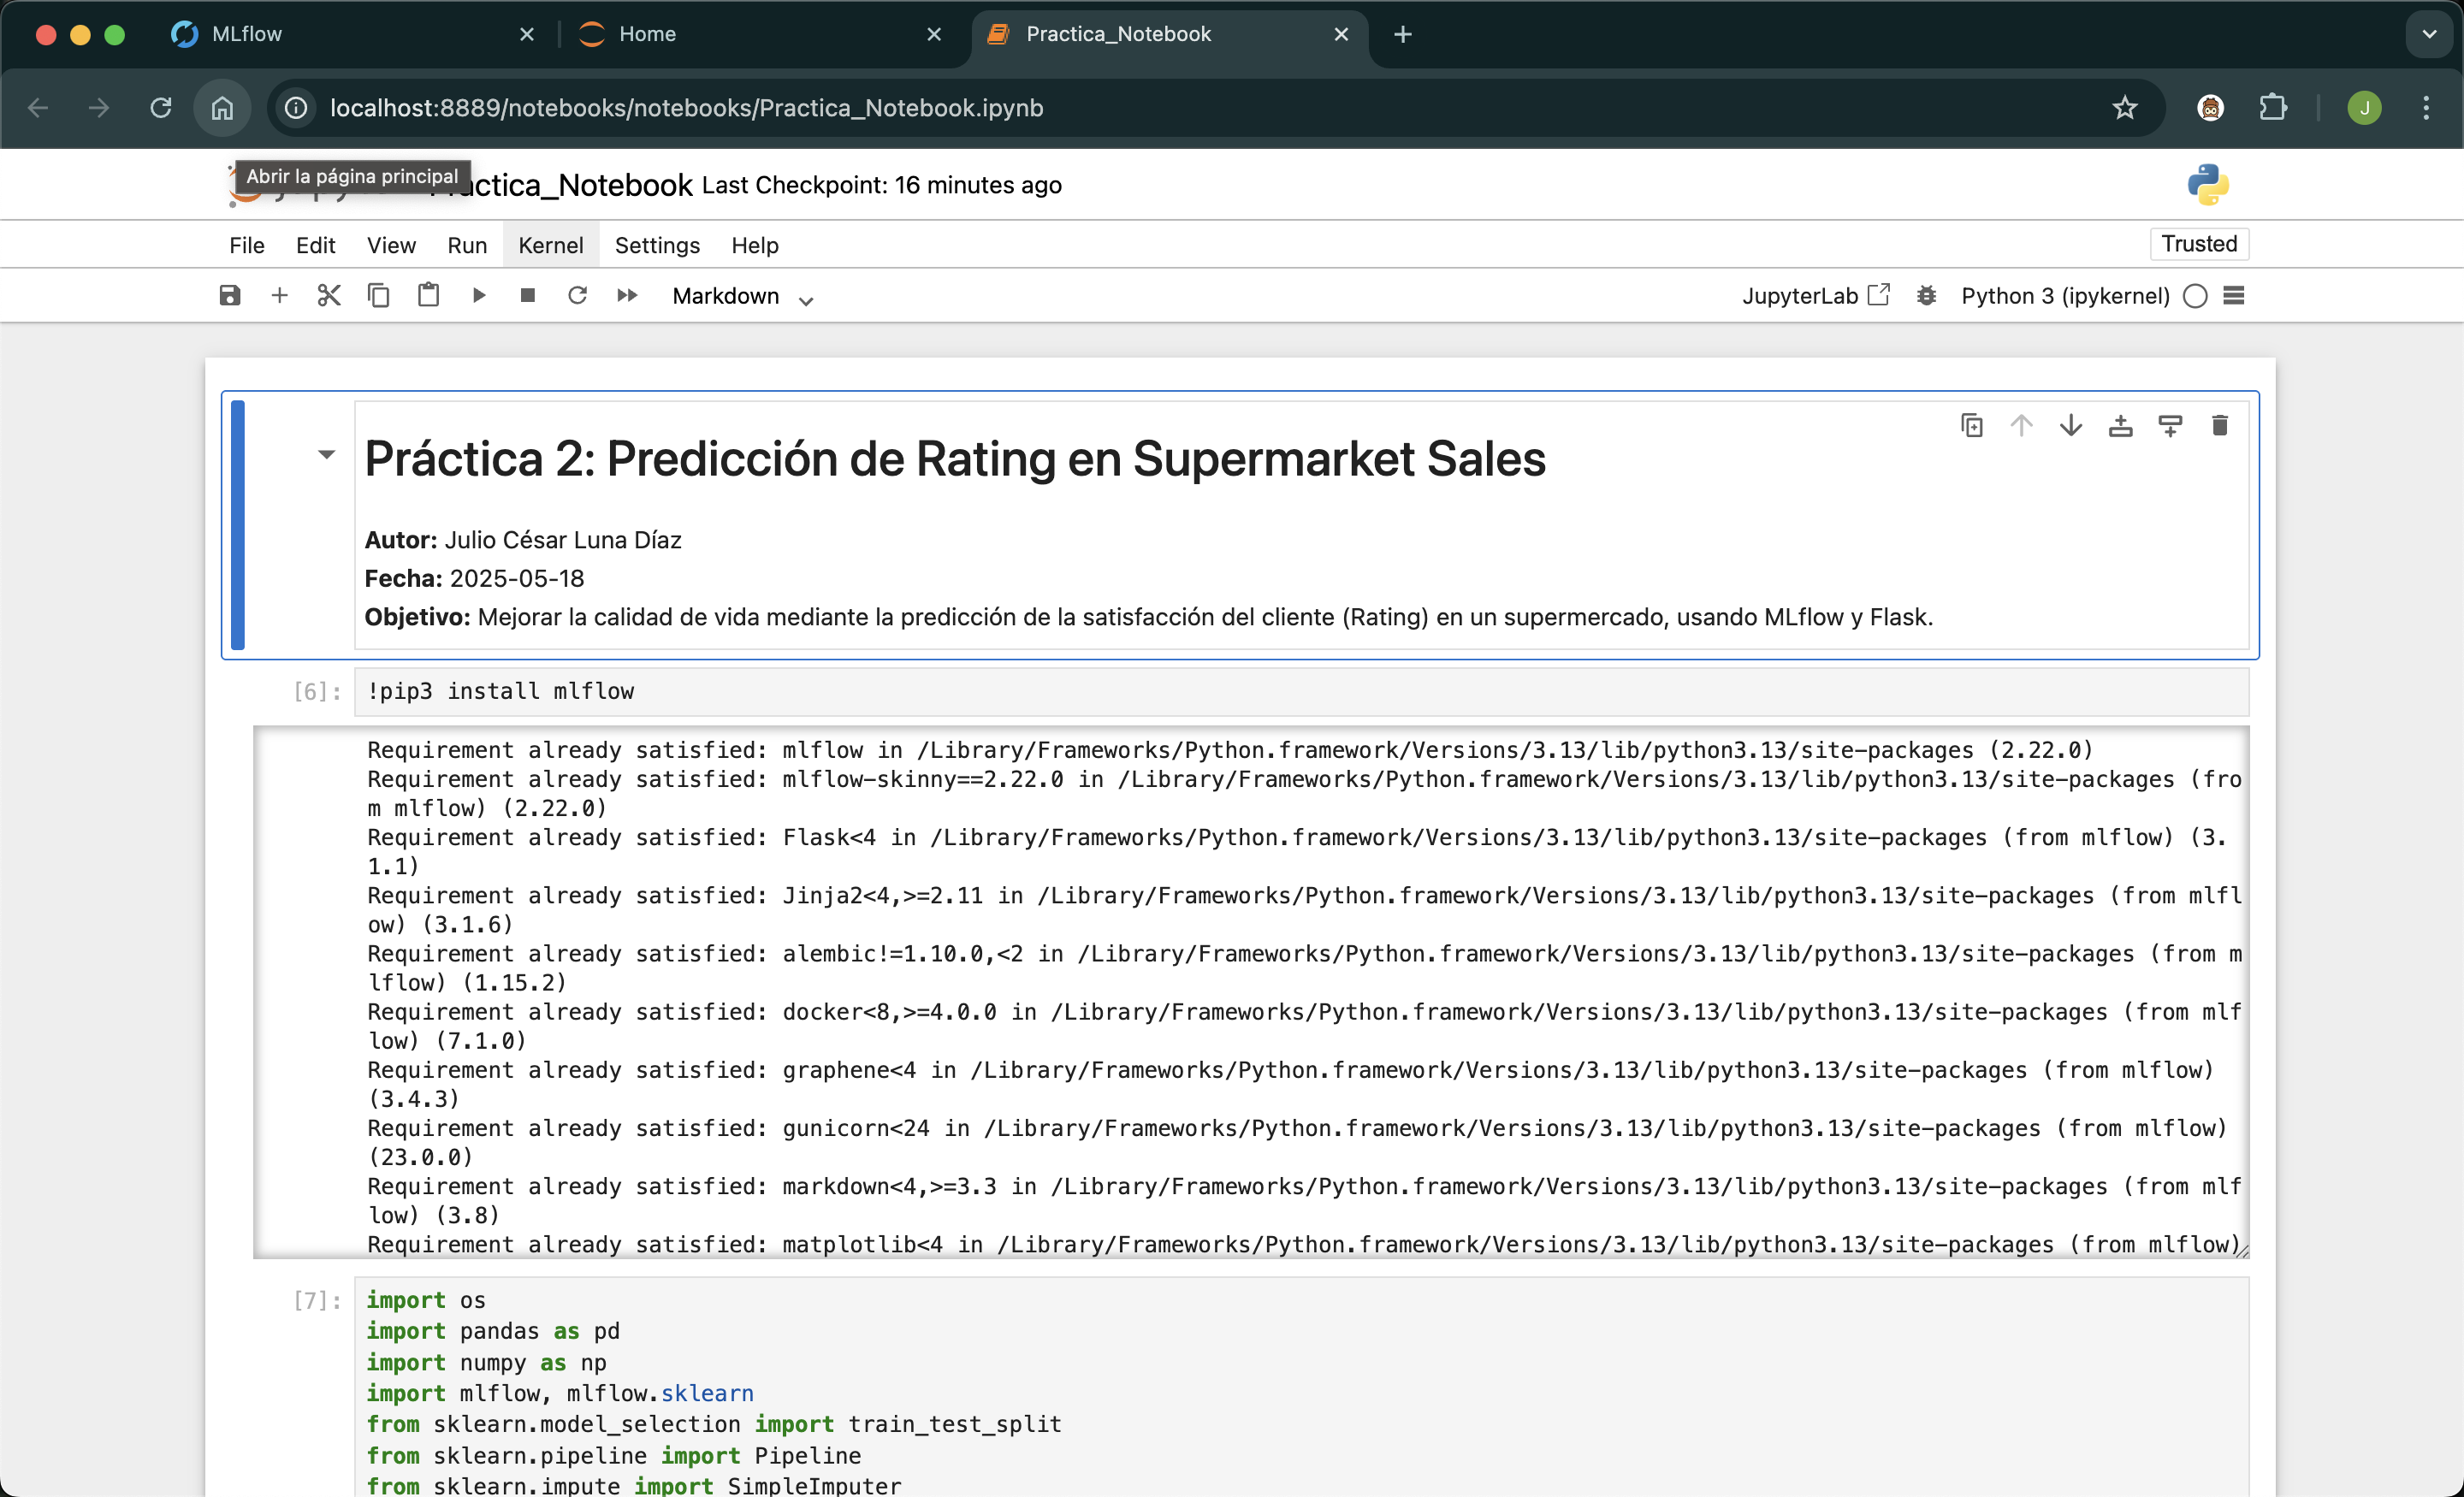 MLflow
Home
Practica_Notebook
localhost:8889/notebooks/notebooks/Practica_Notebook.ipynb
J
Abrir la página principal
actica_Notebook Last Checkpoint: 16 minutes ago
File Edit View Run Kernel Settings Help
Trusted
Markdown
JupyterLab
Python 3 (ipykernel)
Práctica 2: Predicción de Rating en Supermarket Sales
Autor: Julio César Luna Díaz
Fecha: 2025-05-18
Objetivo: Mejorar la calidad de vida mediante la predicción de la satisfacción del cliente (Rating) en un supermercado, usando MLflow y Flask.
[6]: !pip3 install mlflow
Requirement already satisfied: mlflow in /Library/Frameworks/Python.framework/Versions/3.13/lib/python3.13/site-packages (2.22.0)
Requirement already satisfied: mlflow-skinny==2.22.0 in /Library/Frameworks/Python.framework/Versions/3.13/lib/python3.13/site-packages (fro
m mlflow) (2.22.0)
Requirement already satisfied: Flask<4 in /Library/Frameworks/Python.framework/Versions/3.13/lib/python3.13/site-packages (from mlflow) (3.
1.1)
Requirement already satisfied: Jinja2<4,>=2.11 in /Library/Frameworks/Python.framework/Versions/3.13/lib/python3.13/site-packages (from mlfl
ow) (3.1.6)
Requirement already satisfied: alembic!=1.10.0,<2 in /Library/Frameworks/Python.framework/Versions/3.13/lib/python3.13/site-packages (from m
lflow) (1.15.2)
Requirement already satisfied: docker<8,>=4.0.0 in /Library/Frameworks/Python.framework/Versions/3.13/lib/python3.13/site-packages (from mlf
low) (7.1.0)
Requirement already satisfied: graphene<4 in /Library/Frameworks/Python.framework/Versions/3.13/lib/python3.13/site-packages (from mlflow)
(3.4.3)
Requirement already satisfied: gunicorn<24 in /Library/Frameworks/Python.framework/Versions/3.13/lib/python3.13/site-packages (from mlflow)
(23.0.0)
Requirement already satisfied: markdown<4,>=3.3 in /Library/Frameworks/Python.framework/Versions/3.13/lib/python3.13/site-packages (from mlf
low) (3.8)
Requirement already satisfied: matplotlib<4 in /Library/Frameworks/Python.framework/Versions/3.13/lib/python3.13/site-packages (from mlflow)
[7]: import os
import pandas as pd
import numpy as np
import mlflow, mlflow.sklearn
from sklearn.model_selection import train_test_split
from sklearn.pipeline import Pipeline
from sklearn.impute import SimpleImputer